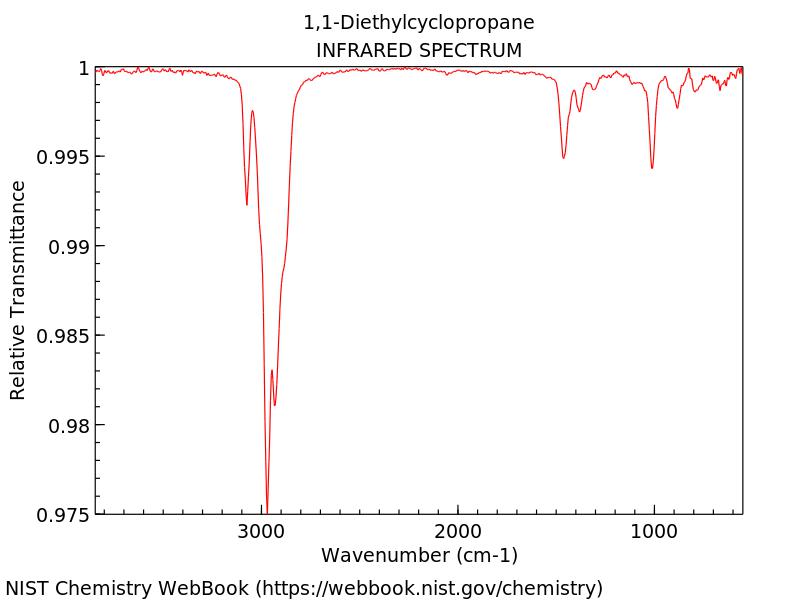 1,1-Diethylcyclopropane
INFRARED SPECTRUM
1
0.995
0.99
0.985
0.98
0.975
Relative Transmittance
3000 2000 1000
Wavenumber (cm-1)
NIST Chemistry WebBook (https://webbook.nist.gov/chemistry)